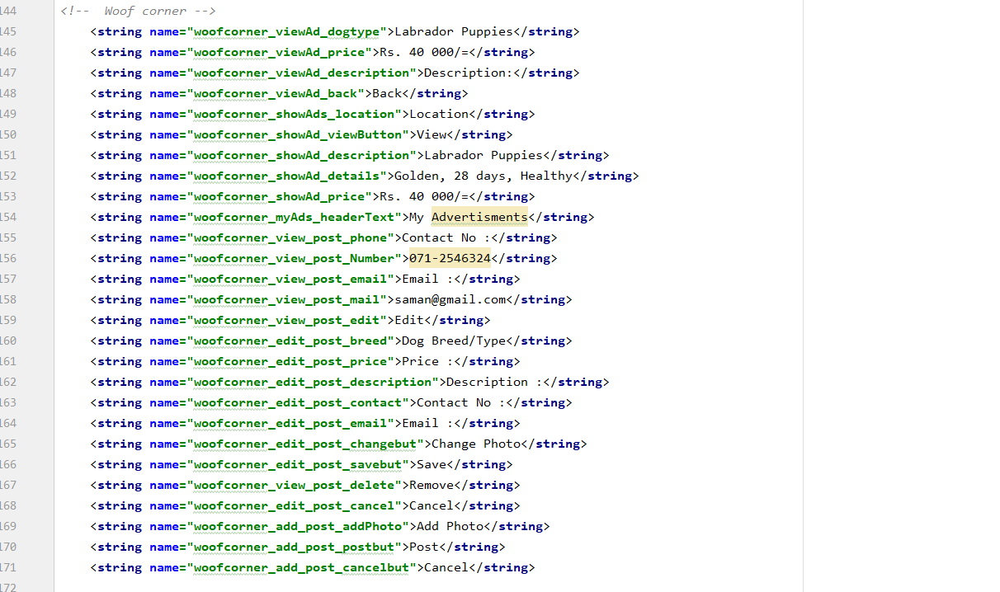 144 <!--  Woof corner -->
145 <string name="woofcorner_viewAd_dogtype">Labrador Puppies</string>
146 <string name="woofcorner_viewAd_price">Rs. 40 000/=</string>
147 <string name="woofcorner_viewAd_description">Description:</string>
148 <string name="woofcorner_viewAd_back">Back</string>
149 <string name="woofcorner_showAds_location">Location</string>
150 <string name="woofcorner_showAd_viewButton">View</string>
151 <string name="woofcorner_showAd_description">Labrador Puppies</string>
152 <string name="woofcorner_showAd_details">Golden, 28 days, Healthy</string>
153 <string name="woofcorner_showAd_price">Rs. 40 000/=</string>
154 <string name="woofcorner_myAds_headerText">My Advertisments</string>
155 <string name="woofcorner_view_post_phone">Contact No :</string>
156 <string name="woofcorner_view_post_Number">071-2546324</string>
157 <string name="woofcorner_view_post_email">Email :</string>
158 <string name="woofcorner_view_post_mail">saman@gmail.com</string>
159 <string name="woofcorner_view_post_edit">Edit</string>
160 <string name="woofcorner_edit_post_breed">Dog Breed/Type</string>
161 <string name="woofcorner_edit_post_price">Price :</string>
162 <string name="woofcorner_edit_post_description">Description :</string>
163 <string name="woofcorner_edit_post_contact">Contact No :</string>
164 <string name="woofcorner_edit_post_email">Email :</string>
165 <string name="woofcorner_edit_post_changebut">Change Photo</string>
166 <string name="woofcorner_edit_post_savebut">Save</string>
167 <string name="woofcorner_view_post_delete">Remove</string>
168 <string name="woofcorner_edit_post_cancel">Cancel</string>
169 <string name="woofcorner_add_post_addPhoto">Add Photo</string>
170 <string name="woofcorner_add_post_postbut">Post</string>
171 <string name="woofcorner_add_post_cancelbut">Cancel</string>
172